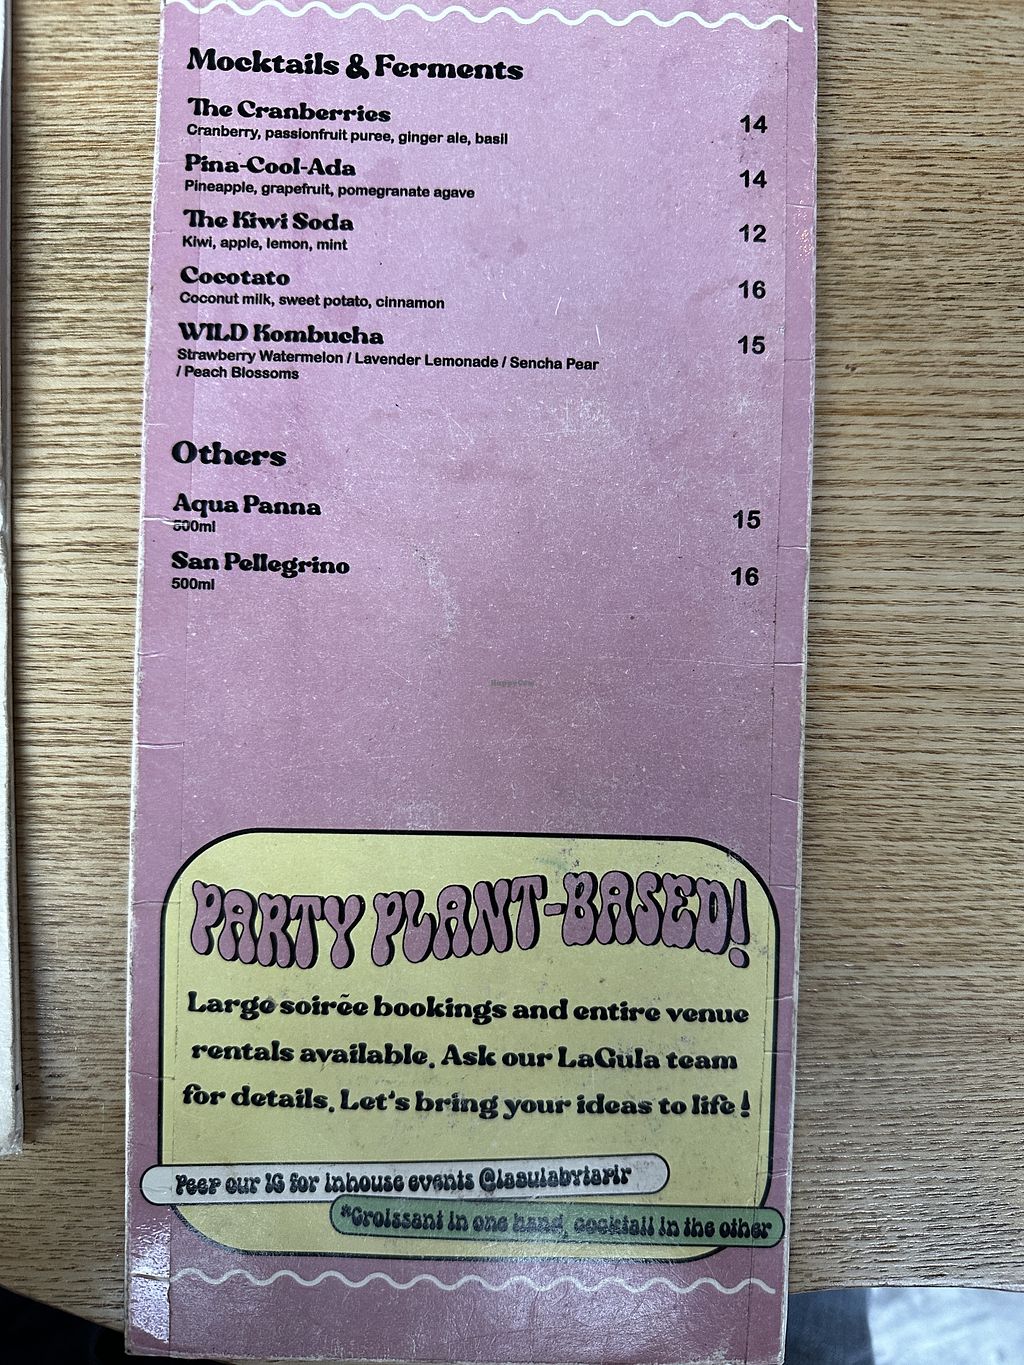 Mocktails & Ferments
The Cranberries
Cranberry, passionfruit puree, ginger ale, basil
14
Pina-Cool-Ada
Pineapple, grapefruit, pomegranate agave
14
The Kiwi Soda
Kiwi, apple, lemon, mint
12
Cocotato
Coconut milk, sweet potato, cinnamon
16
WILD Kombucha
Strawberry Watermelon / Lavender Lemonade / Sencha Pear
/ Peach Blossoms
15
Others
Aqua Panna
500ml
15
San Pellegrino
500ml
16
HappyCow
PARTY PLANT-BASED!
Large soirée bookings and entire venue
rentals available. Ask our LaGula team
for details. Let's bring your ideas to life!
Peep our IG for inhouse events @lagulabytapir
*Croissant in one hand, cocktail in the other